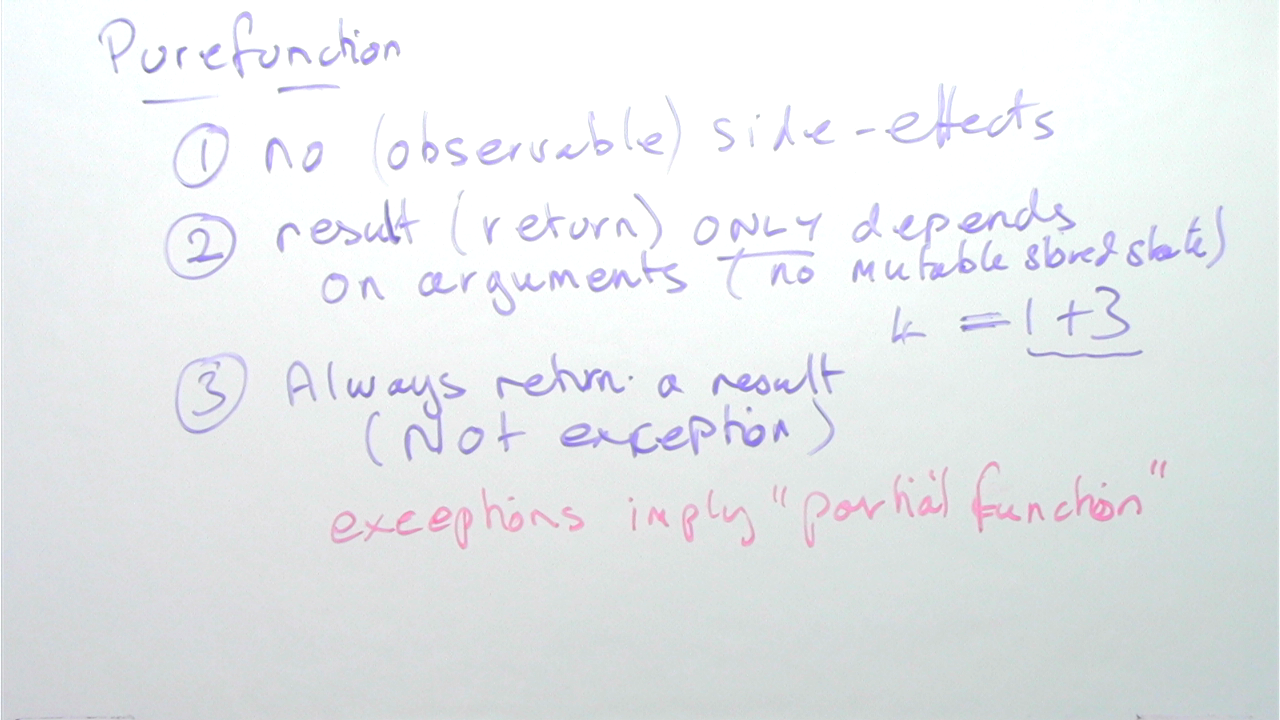 Pure function
① no (observable) side-effects
② result (return) ONLY depends
on arguments (no mutable stored state)
4 = 1 + 3
③ Always return a result
(Not exception)
exceptions imply "partial function"